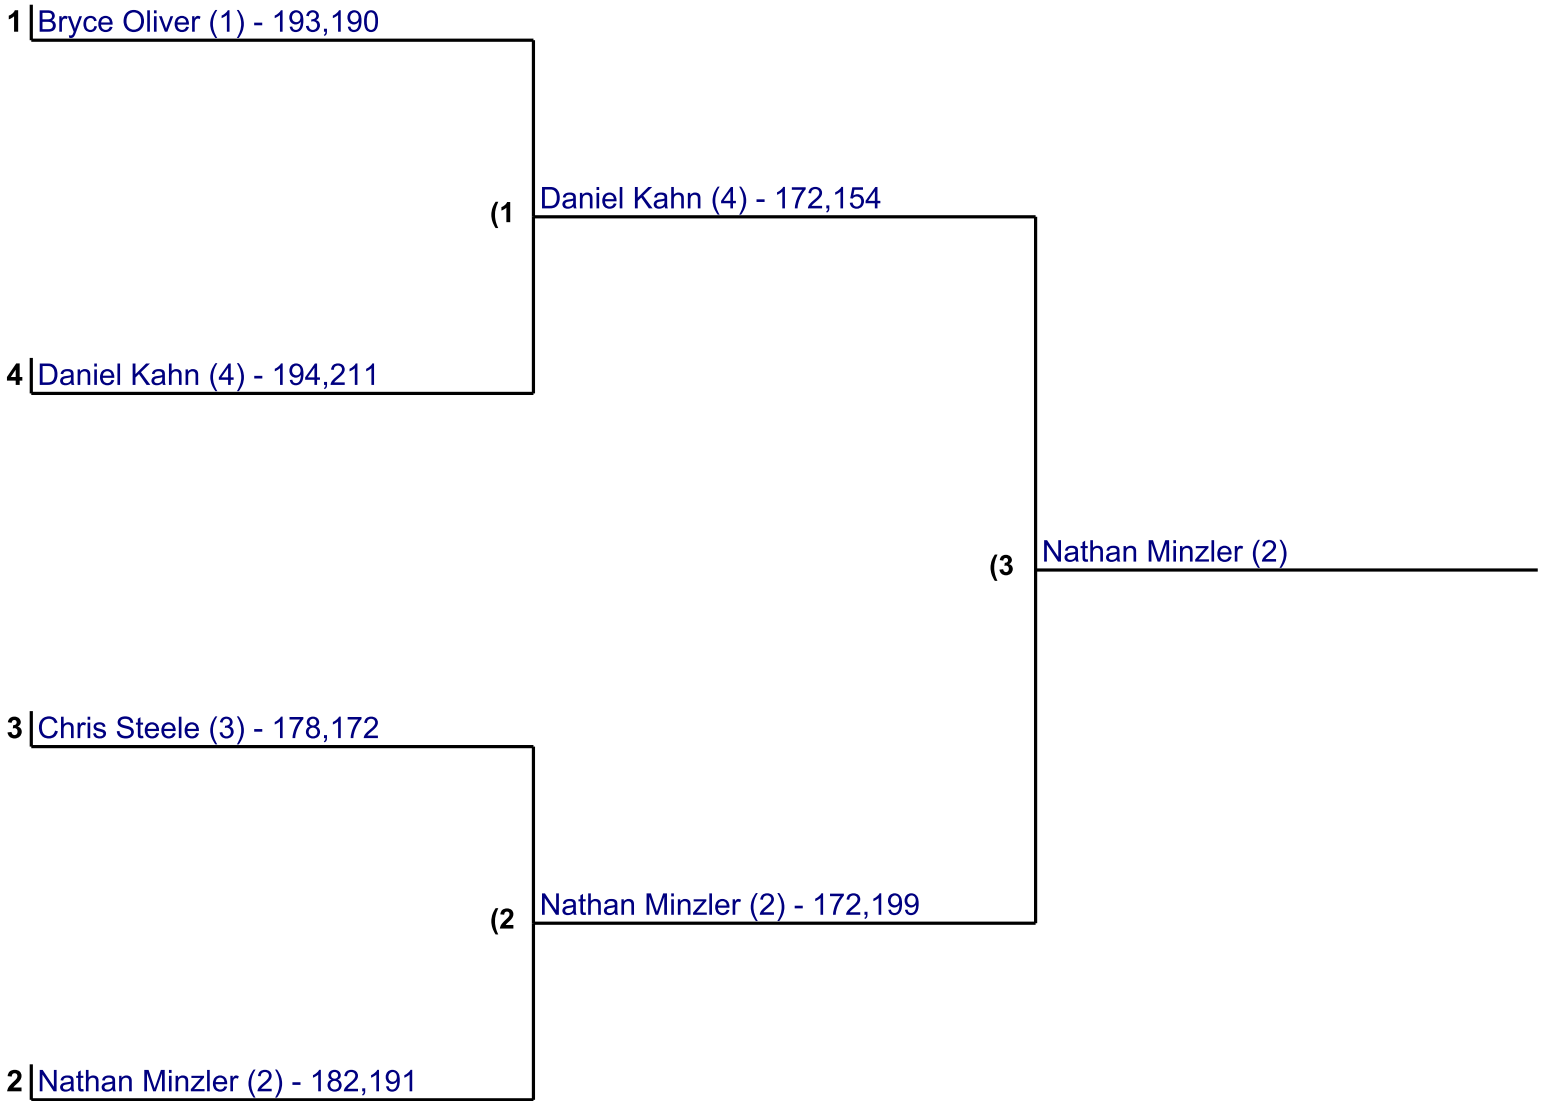 1 Bryce Oliver (1) - 193,190
(1 Daniel Kahn (4) - 172,154
4 Daniel Kahn (4) - 194,211
(3 Nathan Minzler (2)
3 Chris Steele (3) - 178,172
(2 Nathan Minzler (2) - 172,199
2 Nathan Minzler (2) - 182,191